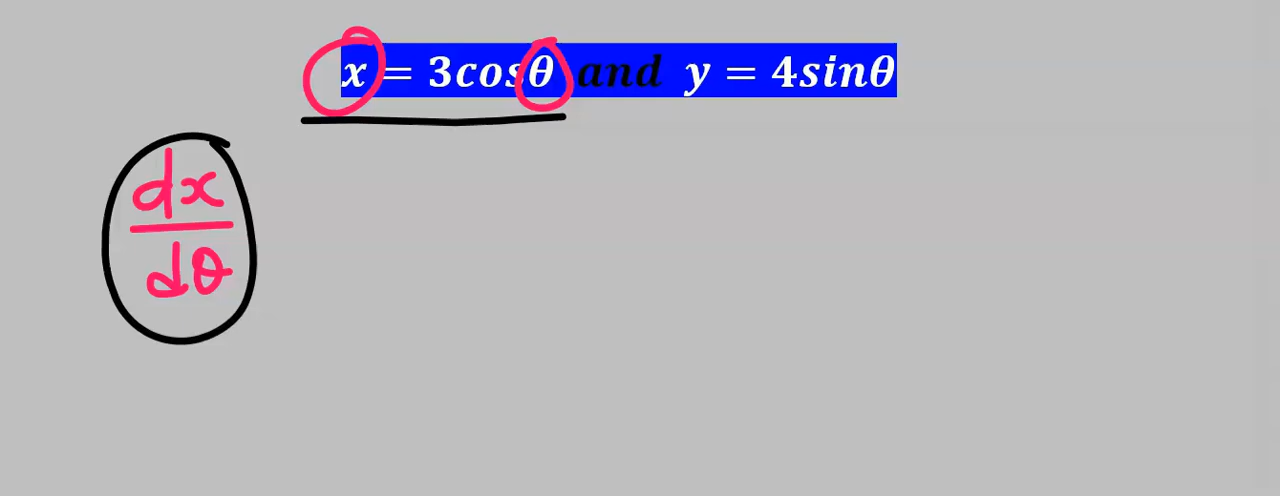 x = 3cosθ and y = 4sinθ
dx
dθ